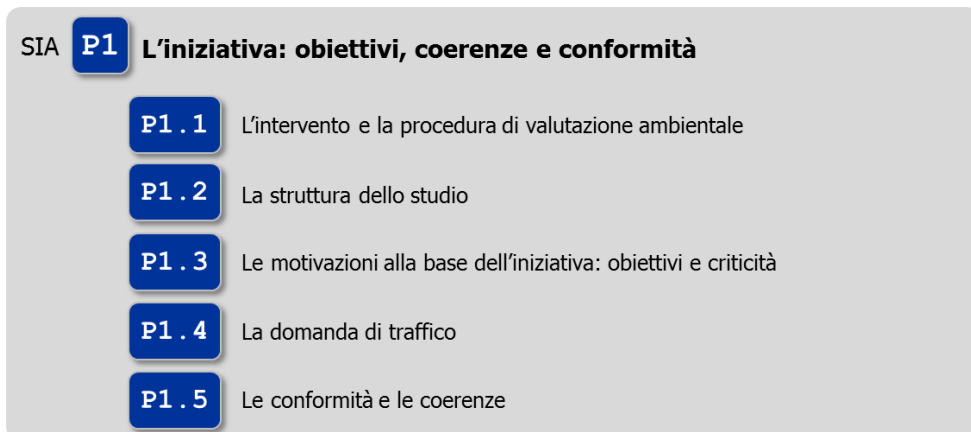 SIA P1 L’iniziativa: obiettivi, coerenze e conformità
P1.1 L’intervento e la procedura di valutazione ambientale
P1.2 La struttura dello studio
P1.3 Le motivazioni alla base dell’iniziativa: obiettivi e criticità
P1.4 La domanda di traffico
P1.5 Le conformità e le coerenze